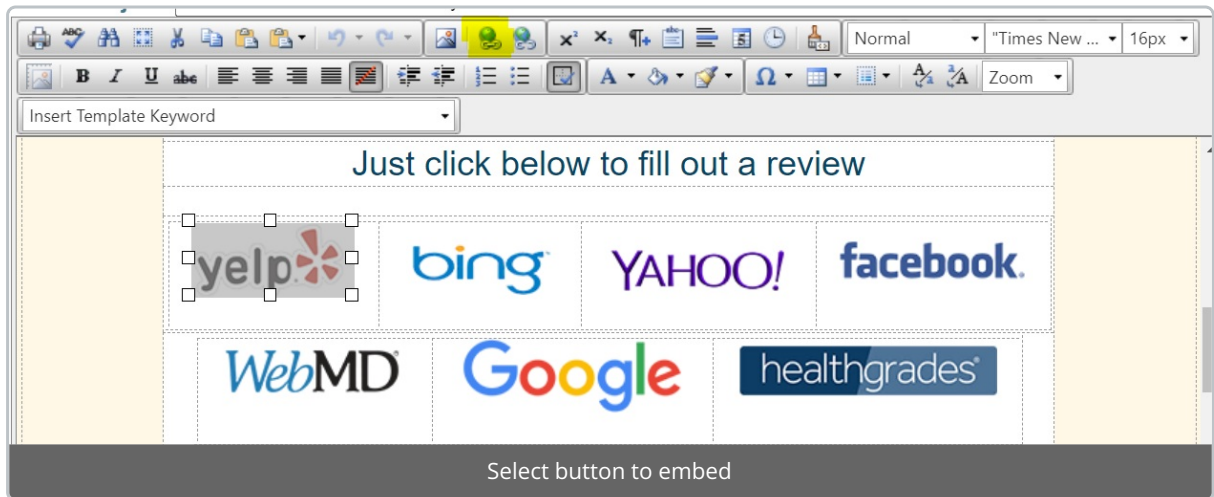 Normal "Times New ... 16px
Zoom
Insert Template Keyword
Just click below to fill out a review
yelp bing YAHOO! facebook.
WebMD Google healthgrades
Select button to embed